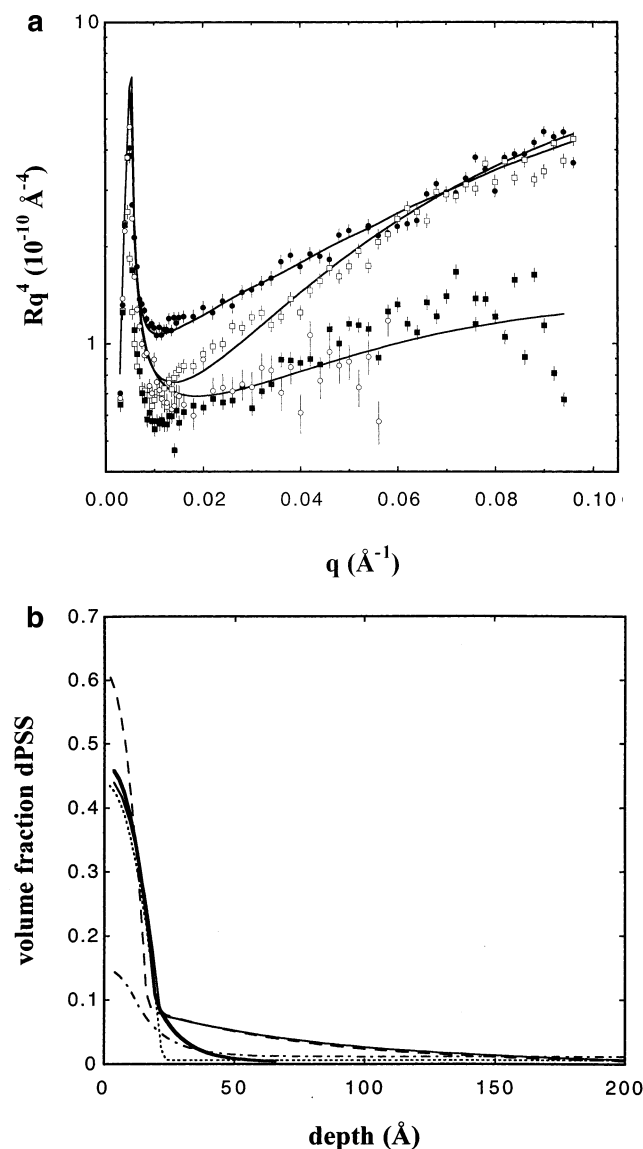 a
10
Rq⁴ (10⁻¹⁰ Å⁻⁴)
1
0.00 0.02 0.04 0.06 0.08 0.10
q (Å⁻¹)
b
0.7
0.6
0.5
0.4
0.3
0.2
0.1
0
volume fraction dPSS
0 50 100 150 200
depth (Å)